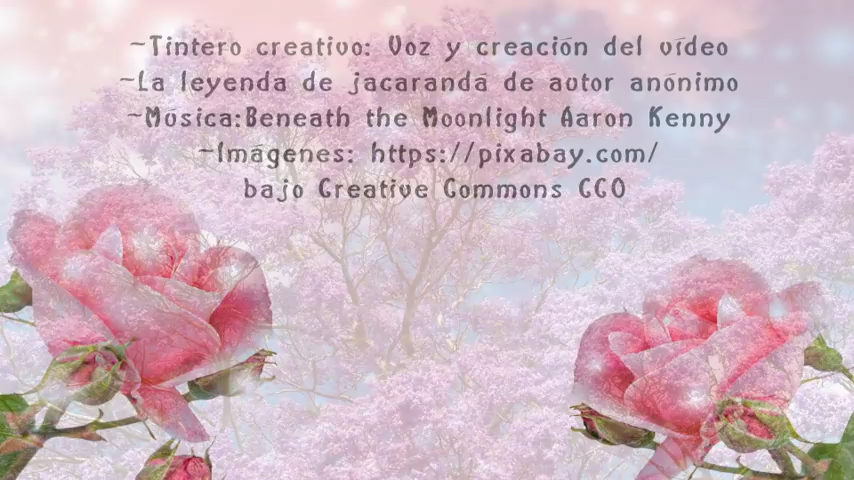 ~Tintero creativo: Voz y creación del vídeo
~La leyenda de jacarandá de autor anónimo
~Música:Beneath the Moonlight Aaron Kenny
~Imágenes: https://pixabay.com/
bajo Creative Commons CC0